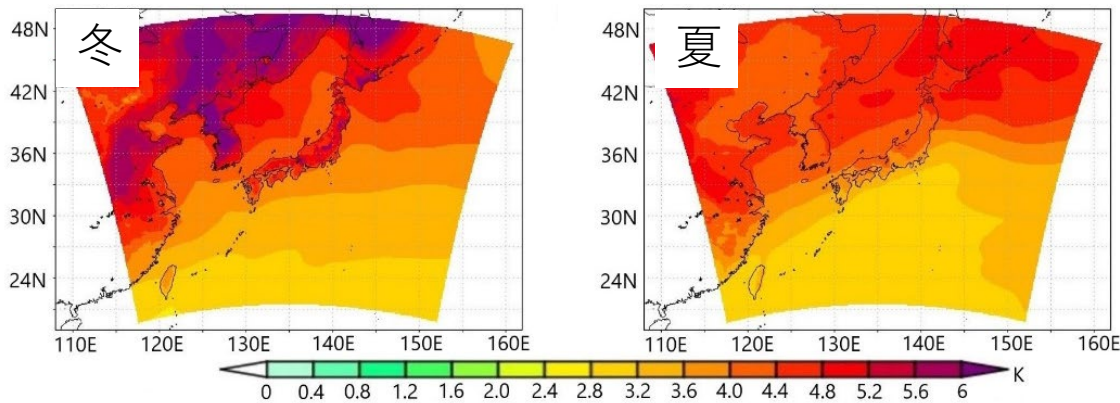 冬
夏
48N
42N
36N
30N
24N
110E 120E 130E 140E 150E 160E
110E 120E 130E 140E 150E 160E
48N
42N
36N
30N
24N
0 0.4 0.8 1.2 1.6 2.0 2.4 2.8 3.2 3.6 4.0 4.4 4.8 5.2 5.6 6 K